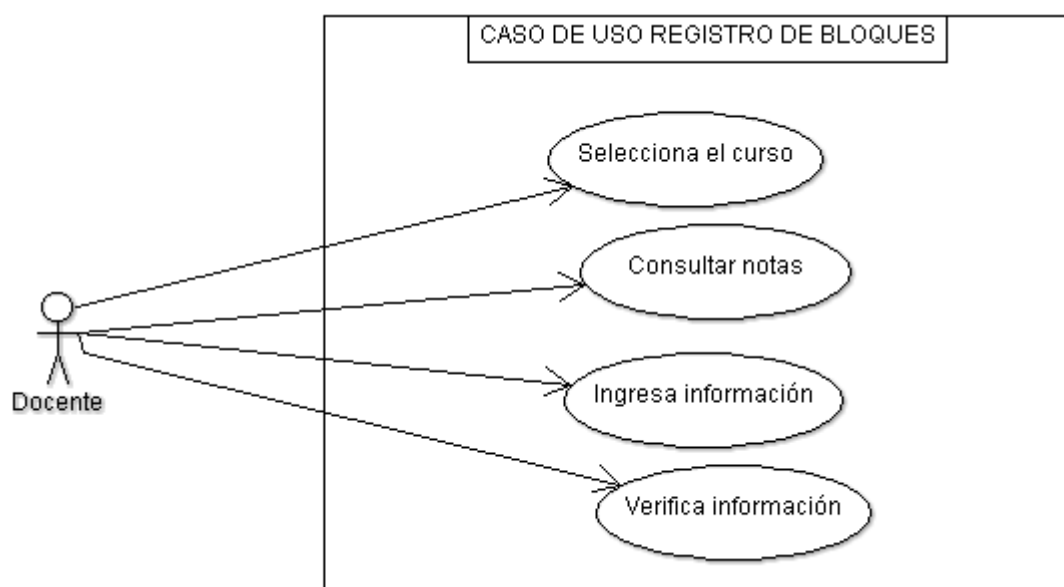 CASO DE USO REGISTRO DE BLOQUES
Selecciona el curso
Consultar notas
Docente
Ingresa información
Verifica información